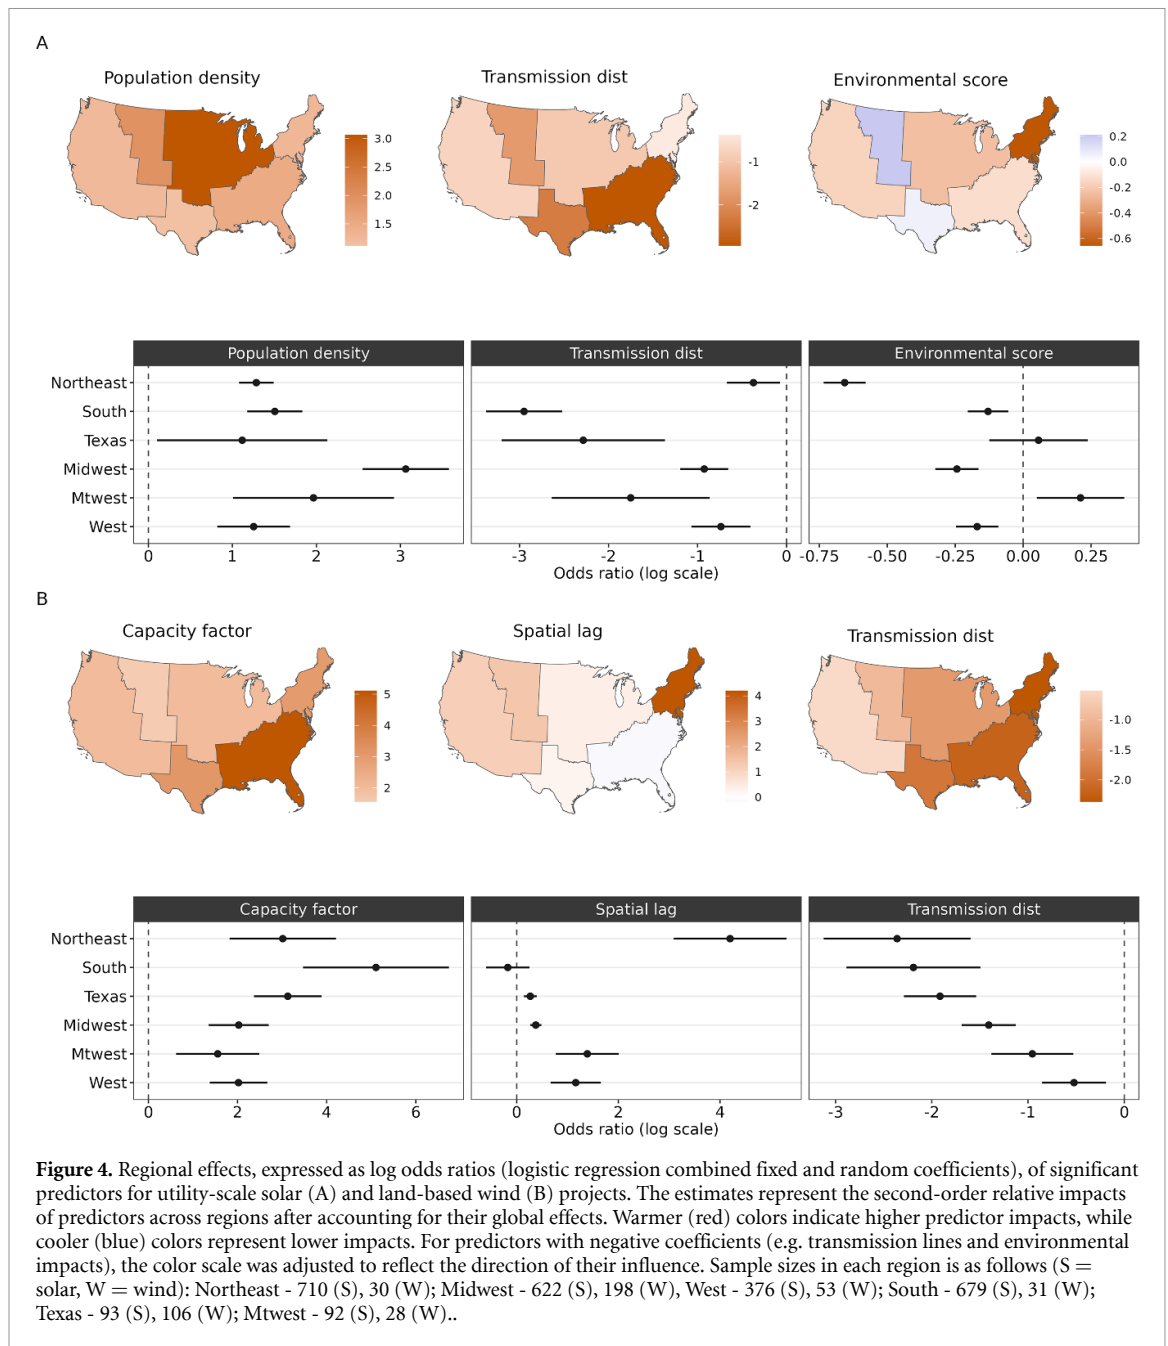 A
Population density
Transmission dist
Environmental score
3.0
2.5
2.0
1.5
-1
-2
0.2
0.0
-0.2
-0.4
-0.6
Population density
Transmission dist
Environmental score
Northeast
South
Texas
Midwest
Mtwest
West
0 1 2 3
-3 -2 -1 0
-0.75 -0.50 -0.25 0.00 0.25
Odds ratio (log scale)
B
Capacity factor
Spatial lag
Transmission dist
5
4
3
2
4
3
2
1
0
-1.0
-1.5
-2.0
Capacity factor
Spatial lag
Transmission dist
Northeast
South
Texas
Midwest
Mtwest
West
0 2 4 6
0 2 4
-3 -2 -1 0
Odds ratio (log scale)
Figure 4. Regional effects, expressed as log odds ratios (logistic regression combined fixed and random coefficients), of significant
predictors for utility-scale solar (A) and land-based wind (B) projects. The estimates represent the second-order relative impacts
of predictors across regions after accounting for their global effects. Warmer (red) colors indicate higher predictor impacts, while
cooler (blue) colors represent lower impacts. For predictors with negative coefficients (e.g. transmission lines and environmental
impacts), the color scale was adjusted to reflect the direction of their influence. Sample sizes in each region is as follows (S =
solar, W = wind): Northeast - 710 (S), 30 (W); Midwest - 622 (S), 198 (W), West - 376 (S), 53 (W); South - 679 (S), 31 (W);
Texas - 93 (S), 106 (W); Mtwest - 92 (S), 28 (W)..